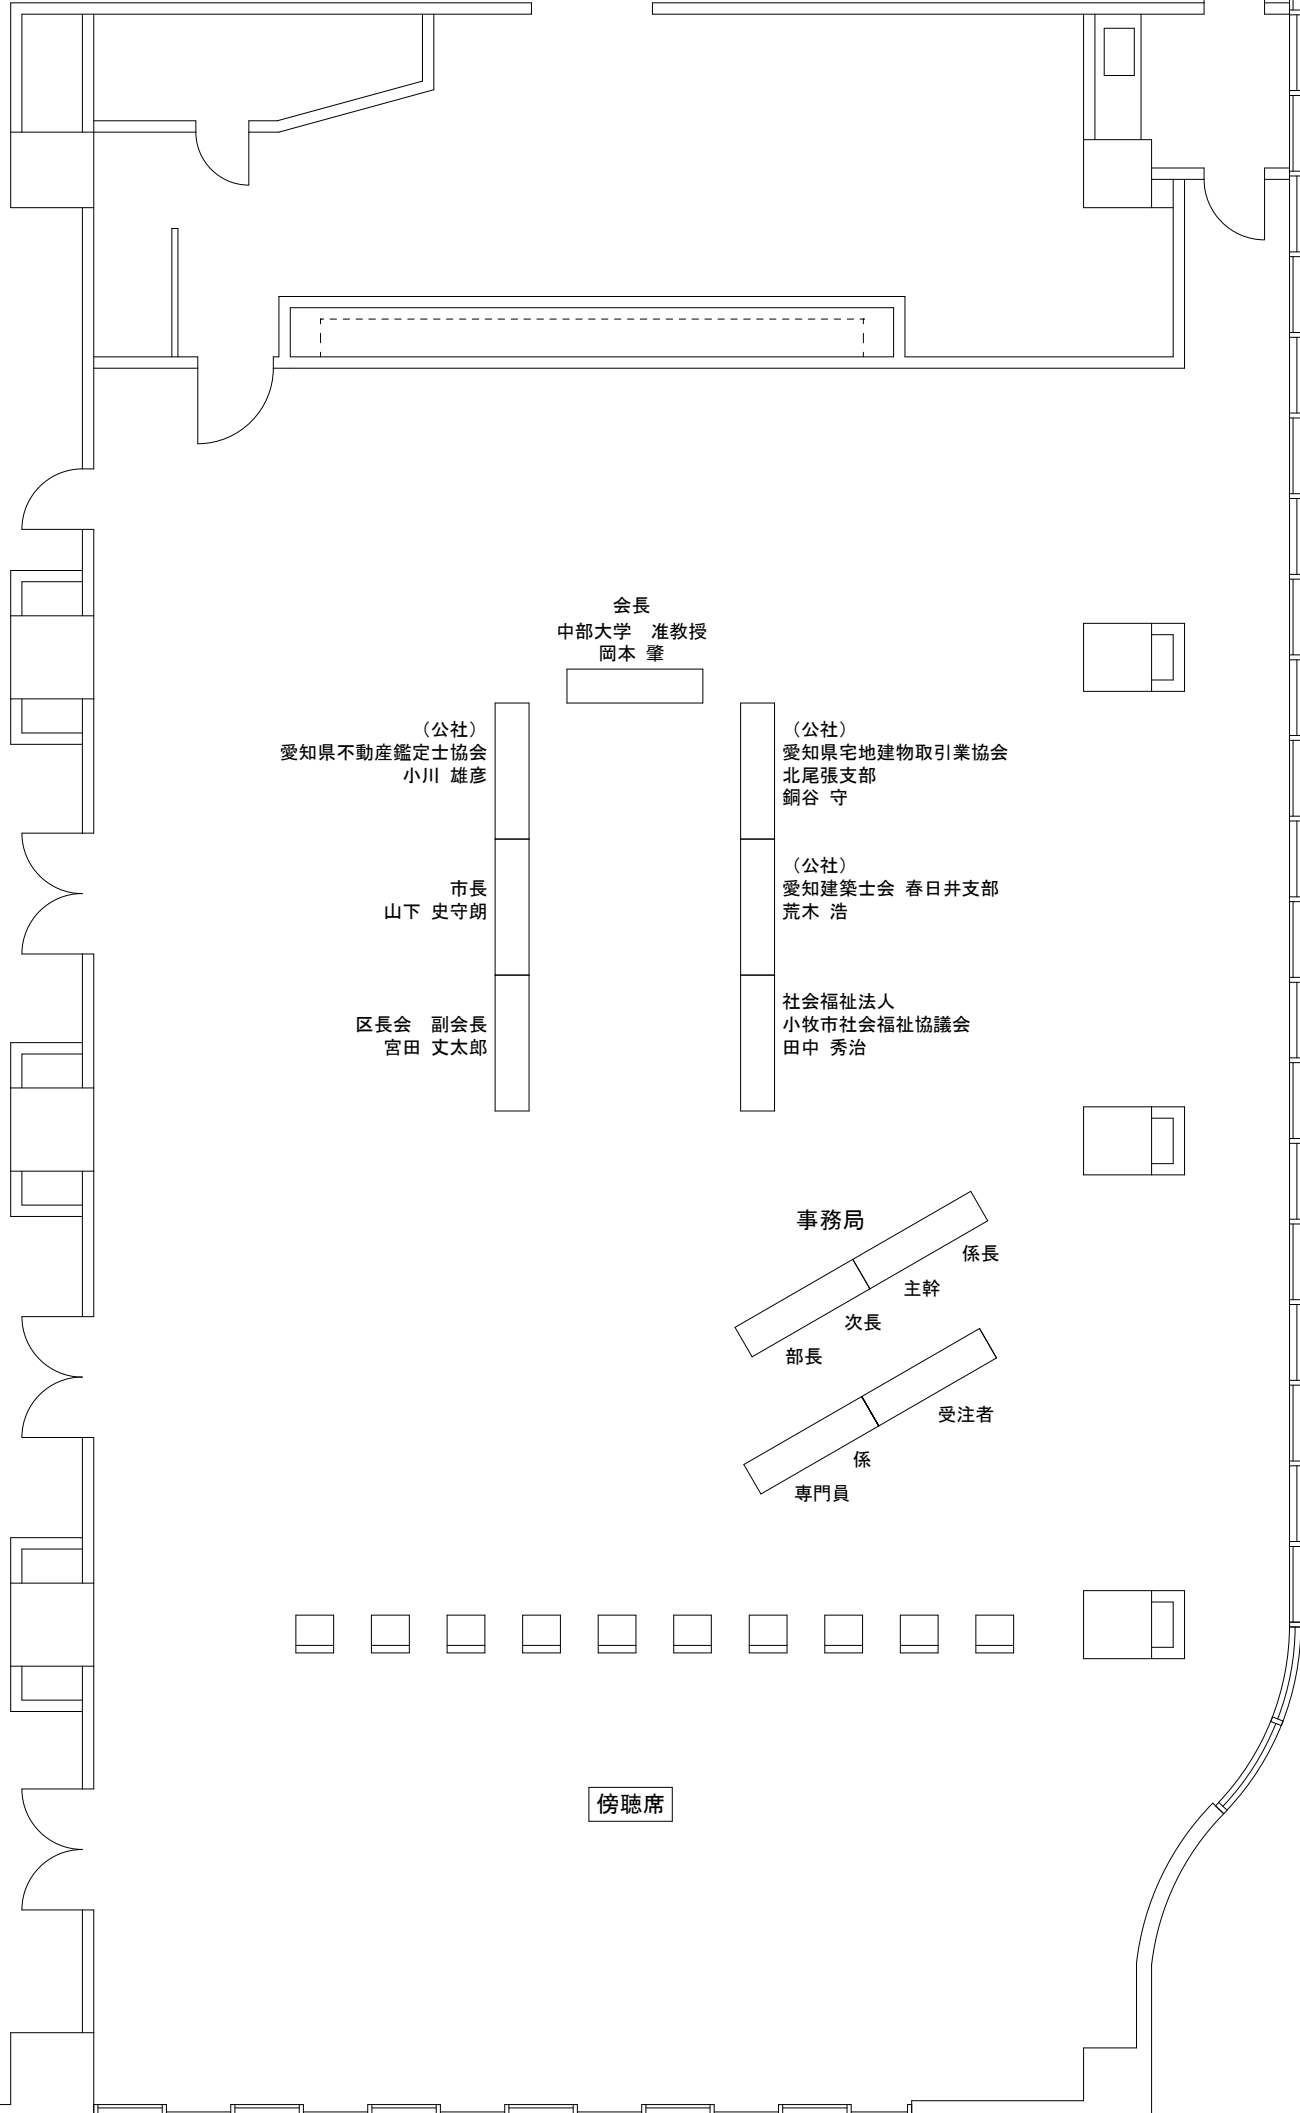 会長
中部大学　准教授
岡本 肇
（公社）
愛知県不動産鑑定士協会
小川 雄彦
市長
山下 史守朗
区長会　副会長
宮田 丈太郎
（公社）
愛知県宅地建物取引業協会
北尾張支部
銅谷 守
（公社）
愛知建築士会 春日井支部
荒木 浩
社会福祉法人
小牧市社会福祉協議会
田中 秀治
事務局
係長
主幹
次長
部長
受注者
係
専門員
傍聴席